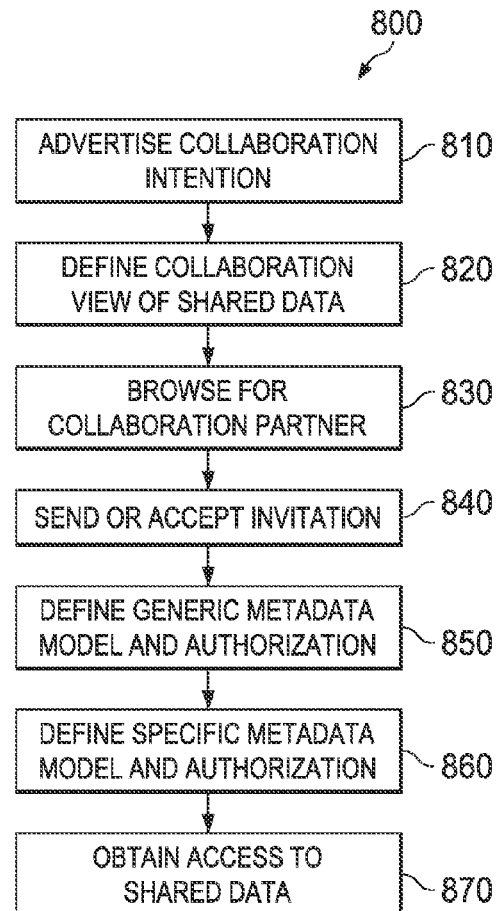 800
ADVERTISE COLLABORATION
INTENTION
810
DEFINE COLLABORATION
VIEW OF SHARED DATA
820
BROWSE FOR
COLLABORATION PARTNER
830
SEND OR ACCEPT INVITATION
840
DEFINE GENERIC METADATA
MODEL AND AUTHORIZATION
850
DEFINE SPECIFIC METADATA
MODEL AND AUTHORIZATION
860
OBTAIN ACCESS TO
SHARED DATA
870